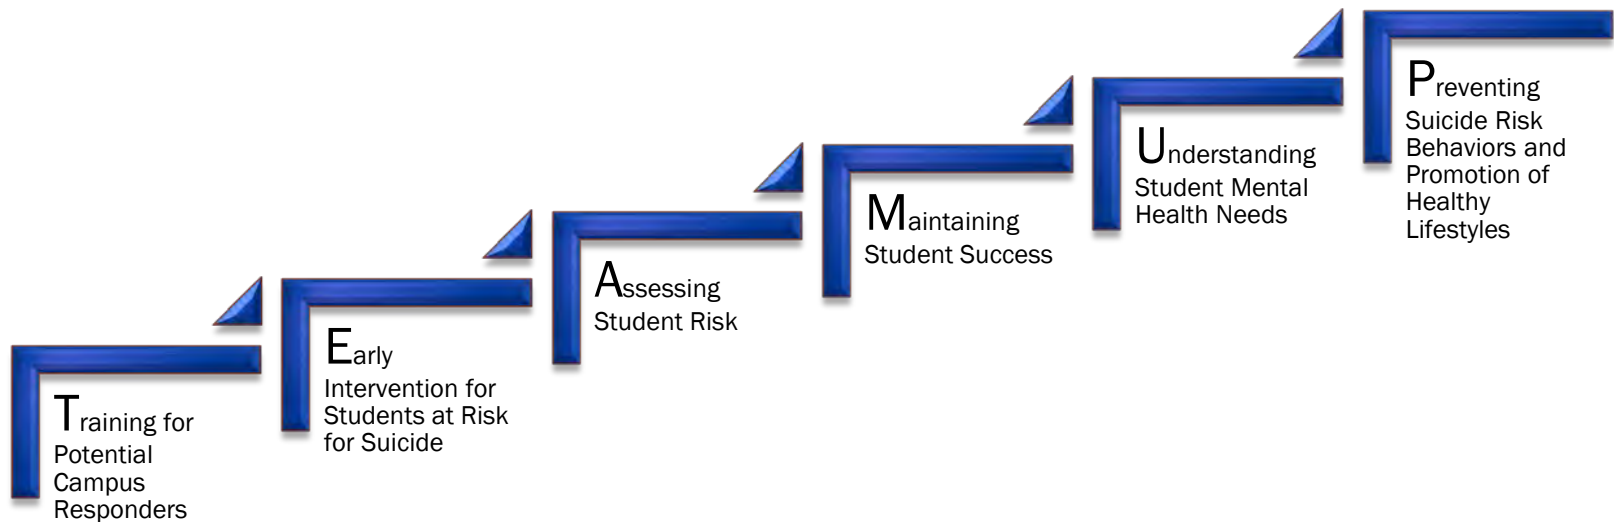 Training for
Potential
Campus
Responders
Early
Intervention for
Students at Risk
for Suicide
Assessing
Student Risk
Maintaining
Student Success
Understanding
Student Mental
Health Needs
Preventing
Suicide Risk
Behaviors and
Promotion of
Healthy
Lifestyles